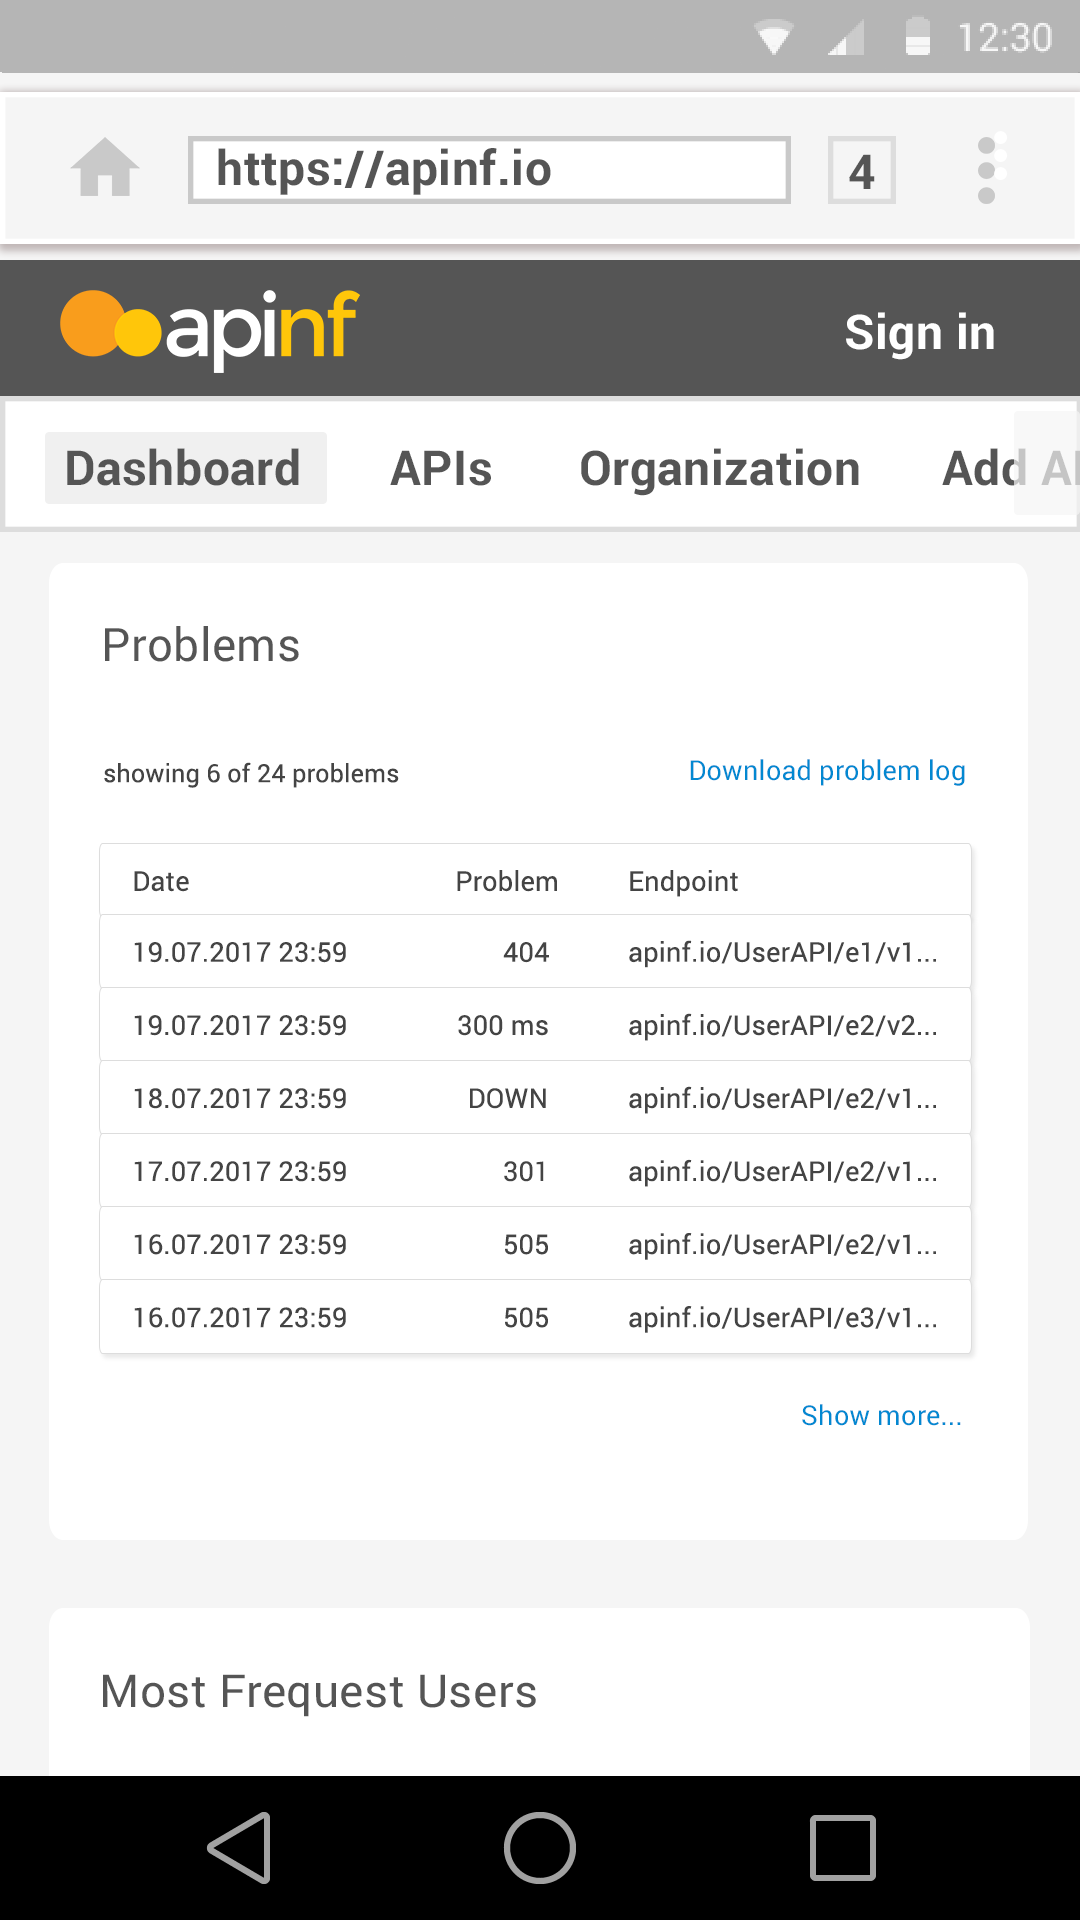 12:30
https://apinf.io
4
apinf
Sign in
Dashboard APIs Organization Add
Problems
showing 6 of 24 problems Download problem log
Date Problem Endpoint
19.07.2017 23:59 404 apinf.io/UserAPI/e1/v1...
19.07.2017 23:59 300 ms apinf.io/UserAPI/e2/v2...
18.07.2017 23:59 DOWN apinf.io/UserAPI/e2/v1...
17.07.2017 23:59 301 apinf.io/UserAPI/e2/v1...
16.07.2017 23:59 505 apinf.io/UserAPI/e2/v1...
16.07.2017 23:59 505 apinf.io/UserAPI/e3/v1...
Show more...
Most Frequest Users